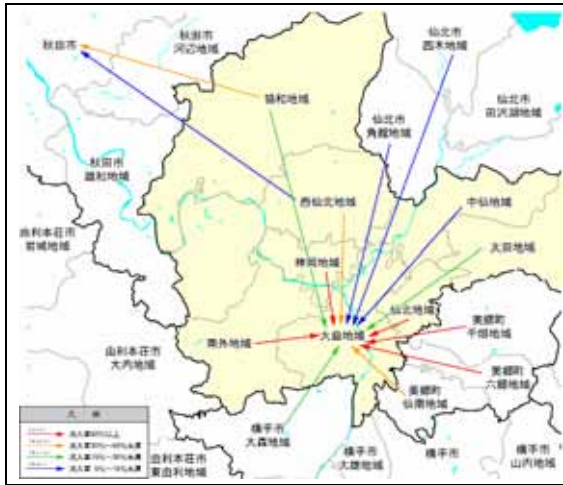 秋田市
秋田市
河辺地域
仙北市
西木地域
仙北市
田沢湖地域
協和地域
仙北市
角館地域
秋田市
雄和地域
西仙北地域
中仙地域
由利本荘市
岩城地域
神岡地域
太田地域
仙北地域
南外地域
大曲地域
美郷町
千畑地域
由利本荘市
大内地域
美郷町
六郷地域
美郷町
仙南地域
横手市
大森地域
横手市
大雄地域
横手市
横手市
山内地域
由利本荘市
東由利地域